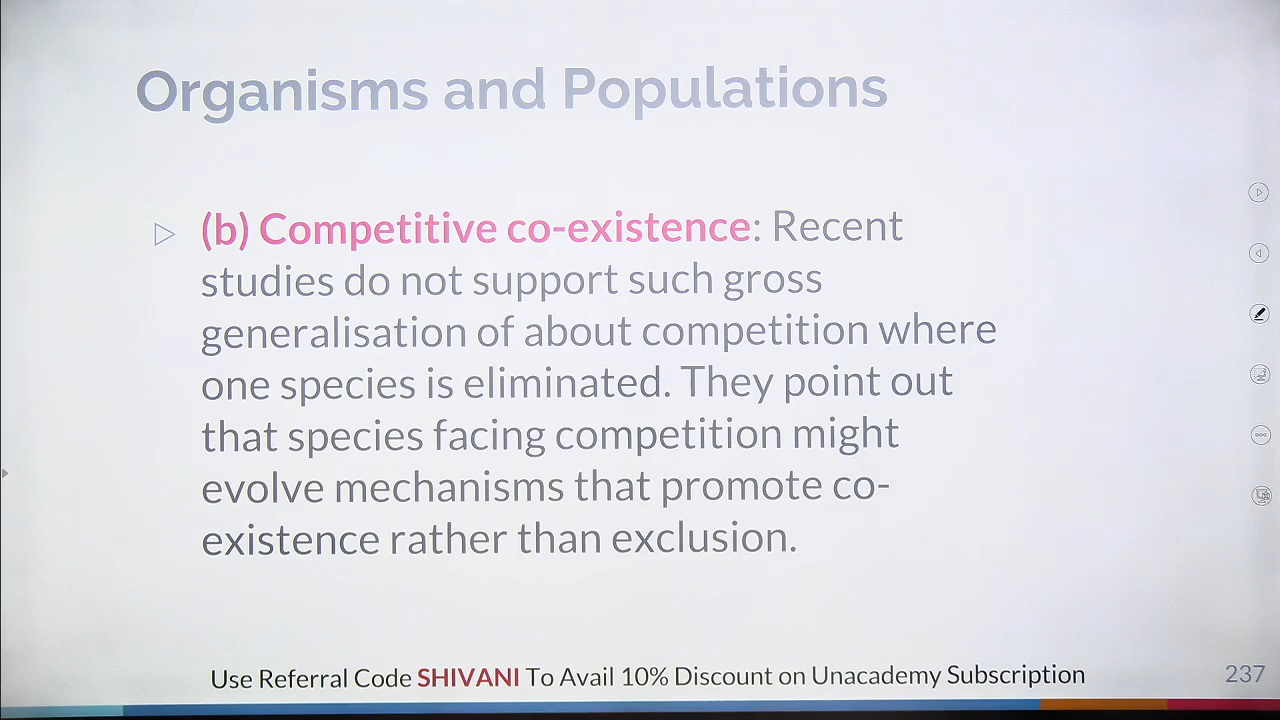 Organisms and Populations
(b) Competitive co-existence: Recent
studies do not support such gross
generalisation of about competition where
one species is eliminated. They point out
that species facing competition might
evolve mechanisms that promote co-
existence rather than exclusion.
Use Referral Code SHIVANI To Avail 10% Discount on Unacademy Subscription
237